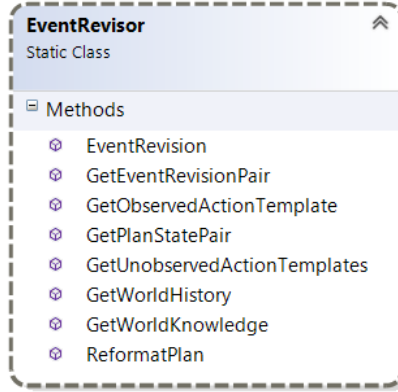 EventRevisor
Static Class
Methods
EventRevision
GetEventRevisionPair
GetObservedActionTemplate
GetPlanStatePair
GetUnobservedActionTemplates
GetWorldHistory
GetWorldKnowledge
ReformatPlan